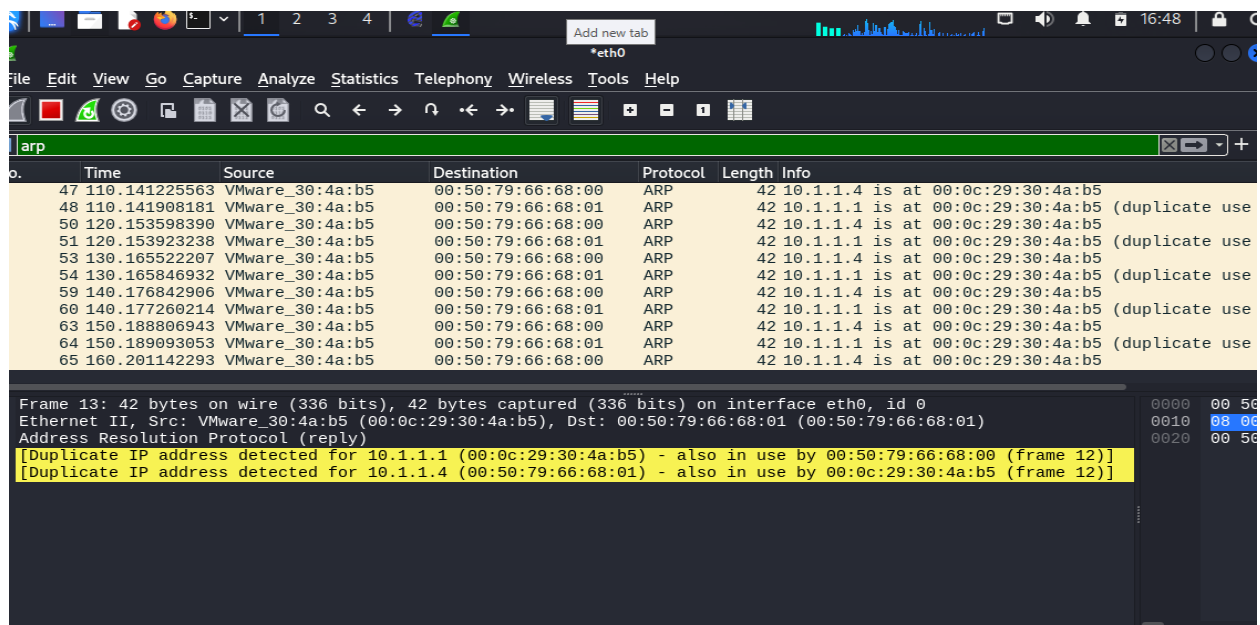 1 2 3 4 16:48
Add new tab
*eth0
File Edit View Go Capture Analyze Statistics Telephony Wireless Tools Help
arp
o. Time Source Destination Protocol Length Info
47 110.141225563 VMware_30:4a:b5 00:50:79:66:68:00 ARP 42 10.1.1.4 is at 00:0c:29:30:4a:b5
48 110.141908181 VMware_30:4a:b5 00:50:79:66:68:01 ARP 42 10.1.1.1 is at 00:0c:29:30:4a:b5 (duplicate use
50 120.153598390 VMware_30:4a:b5 00:50:79:66:68:00 ARP 42 10.1.1.4 is at 00:0c:29:30:4a:b5
51 120.153923238 VMware_30:4a:b5 00:50:79:66:68:01 ARP 42 10.1.1.1 is at 00:0c:29:30:4a:b5 (duplicate use
53 130.165522207 VMware_30:4a:b5 00:50:79:66:68:00 ARP 42 10.1.1.4 is at 00:0c:29:30:4a:b5
54 130.165846932 VMware_30:4a:b5 00:50:79:66:68:01 ARP 42 10.1.1.1 is at 00:0c:29:30:4a:b5 (duplicate use
59 140.176842906 VMware_30:4a:b5 00:50:79:66:68:00 ARP 42 10.1.1.4 is at 00:0c:29:30:4a:b5
60 140.177260214 VMware_30:4a:b5 00:50:79:66:68:01 ARP 42 10.1.1.1 is at 00:0c:29:30:4a:b5 (duplicate use
63 150.188806943 VMware_30:4a:b5 00:50:79:66:68:00 ARP 42 10.1.1.4 is at 00:0c:29:30:4a:b5
64 150.189093053 VMware_30:4a:b5 00:50:79:66:68:01 ARP 42 10.1.1.1 is at 00:0c:29:30:4a:b5 (duplicate use
65 160.201142293 VMware_30:4a:b5 00:50:79:66:68:00 ARP 42 10.1.1.4 is at 00:0c:29:30:4a:b5
Frame 13: 42 bytes on wire (336 bits), 42 bytes captured (336 bits) on interface eth0, id 0 0000 00 50
Ethernet II, Src: VMware_30:4a:b5 (00:0c:29:30:4a:b5), Dst: 00:50:79:66:68:01 (00:50:79:66:68:01) 0010 08 00
Address Resolution Protocol (reply) 0020 00 50
[Duplicate IP address detected for 10.1.1.1 (00:0c:29:30:4a:b5) - also in use by 00:50:79:66:68:00 (frame 12)]
[Duplicate IP address detected for 10.1.1.4 (00:50:79:66:68:01) - also in use by 00:0c:29:30:4a:b5 (frame 12)]